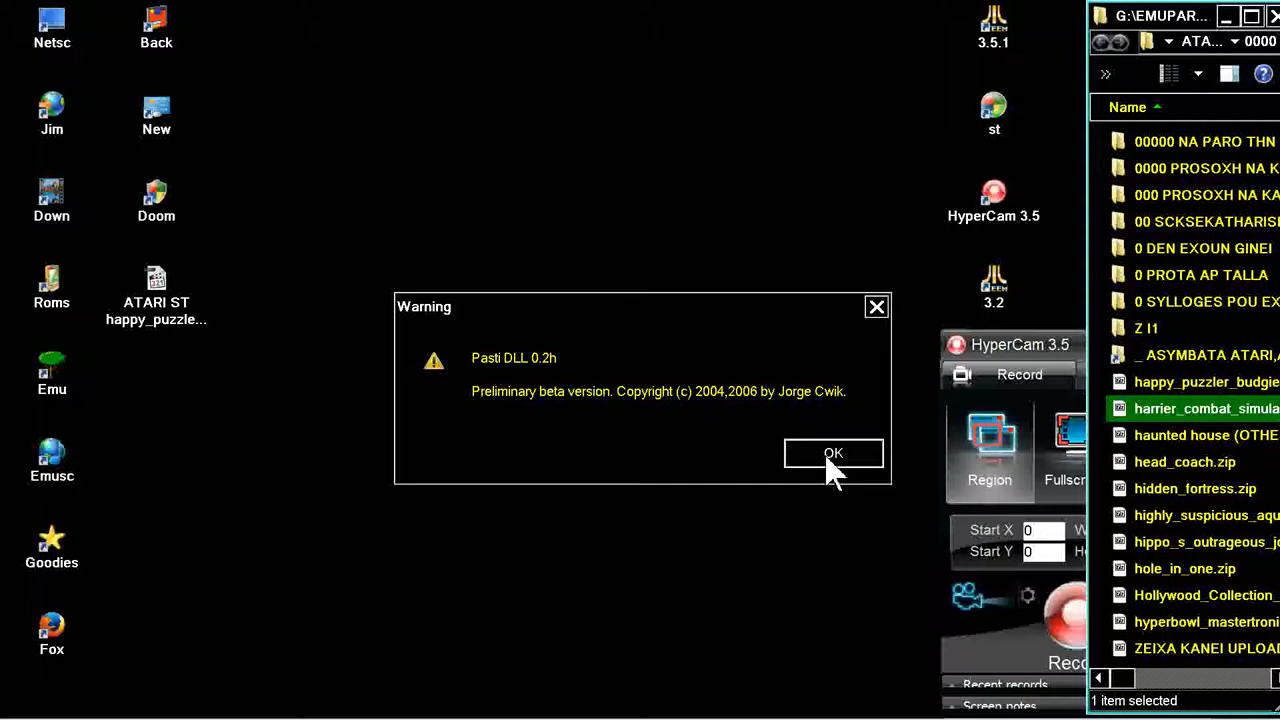 Netsc
Back
Jim
New
Down
Doom
Roms
ATARI ST
happy_puzzle...
Emu
Emusc
Goodies
Fox
3.5.1
st
HyperCam 3.5
3.2
Warning
Pasti DLL 0.2h
Preliminary beta version. Copyright (c) 2004,2006 by Jorge Cwik.
OK
HyperCam 3.5
Record
Region
Fullscr
Start X 0 W
Start Y 0 He
Reco
Recent records
Screen notes
G:\EMUPAR...
ATA... 0000
Name
00000 NA PARO THN
0000 PROSOXH NA K
000 PROSOXH NA KA
00 SCKSEKATHARISI
0 DEN EXOUN GINEI
0 PROTA AP TALLA
0 SYLLOGES POU EX
Z I1
_ ASYMBATA ATARI,
happy_puzzler_budgie
harrier_combat_simula
haunted house (OTHE
head_coach.zip
hidden_fortress.zip
highly_suspicious_aqu
hippo_s_outrageous_jo
hole_in_one.zip
Hollywood_Collection_
hyperbowl_mastertroni
ZEIXA KANEI UPLOAD
1 item selected